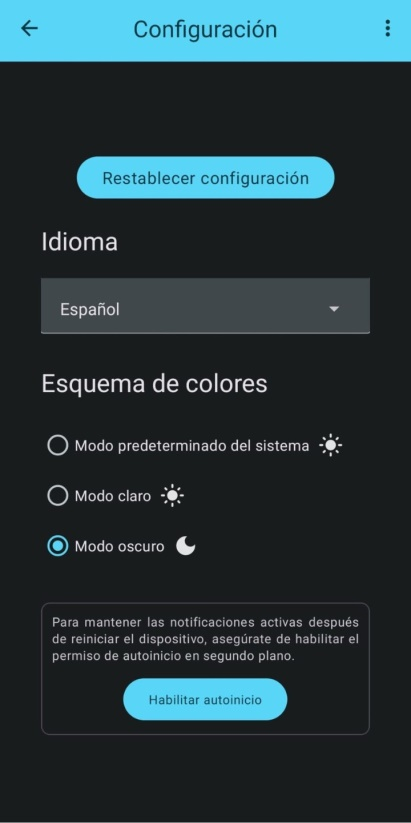 Configuración
Restablecer configuración
Idioma
Español
Esquema de colores
Modo predeterminado del sistema
Modo claro
Modo oscuro
Para mantener las notificaciones activas después
de reiniciar el dispositivo, asegúrate de habilitar el
permiso de autoinicio en segundo plano.
Habilitar autoinicio